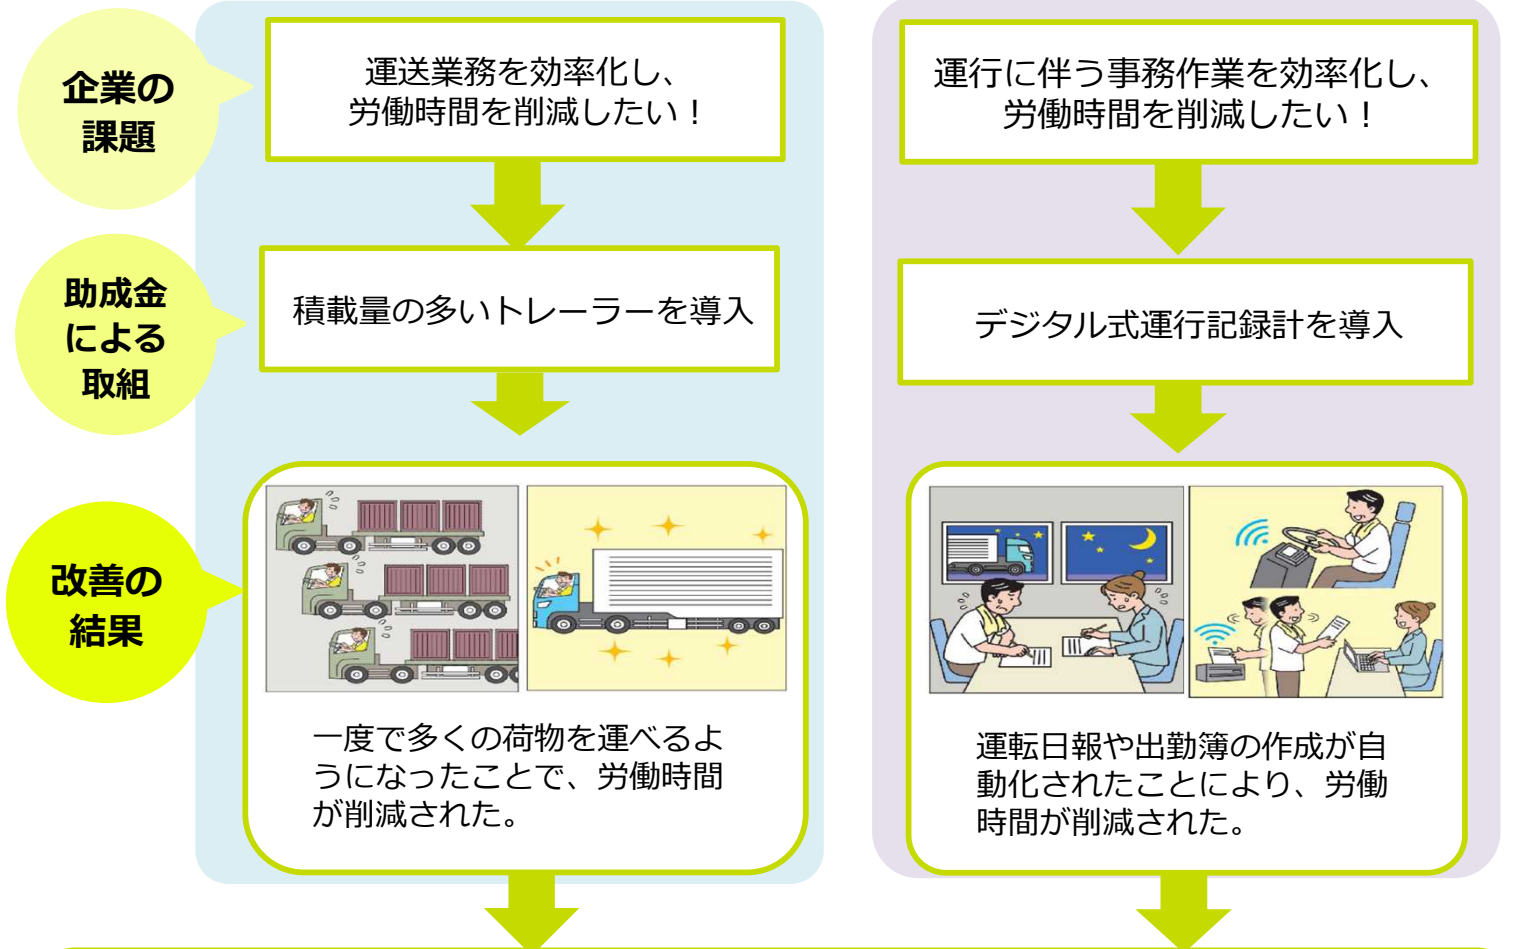 企業の
課題
運送業務を効率化し、
労働時間を削減したい！
運行に伴う事務作業を効率化し、
労働時間を削減したい！
助成金
による
取組
積載量の多いトレーラーを導入
デジタル式運行記録計を導入
改善の
結果
一度で多くの荷物を運べるよ
うになったことで、労働時間
が削減された。
運転日報や出勤簿の作成が自
動化されたことにより、労働
時間が削減された。